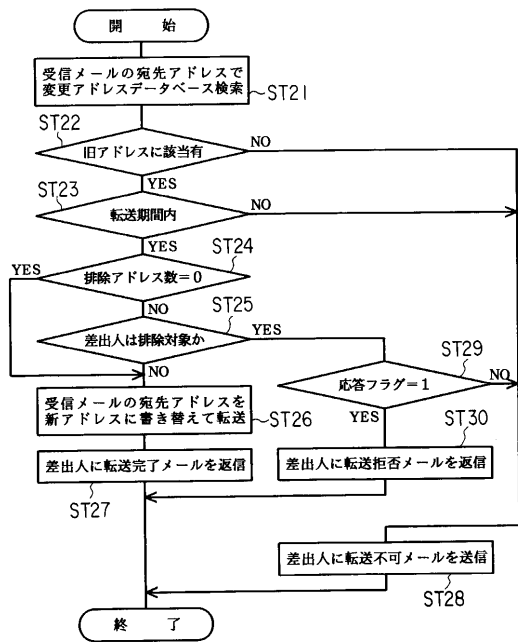 開　　始
受信メールの宛先アドレスで
変更アドレスデータベース検索
ST21
ST22
旧アドレスに該当有
NO
YES
ST23
転送期間内
NO
YES
ST24
YES
排除アドレス数=0
NO
ST25
差出人は排除対象か
YES
NO
ST29
応答フラグ=1
NO
YES
受信メールの宛先アドレスを
新アドレスに書き替えて転送
ST26
ST30
差出人に転送完了メールを返信
ST27
差出人に転送拒否メールを返信
差出人に転送不可メールを送信
ST28
終　　了